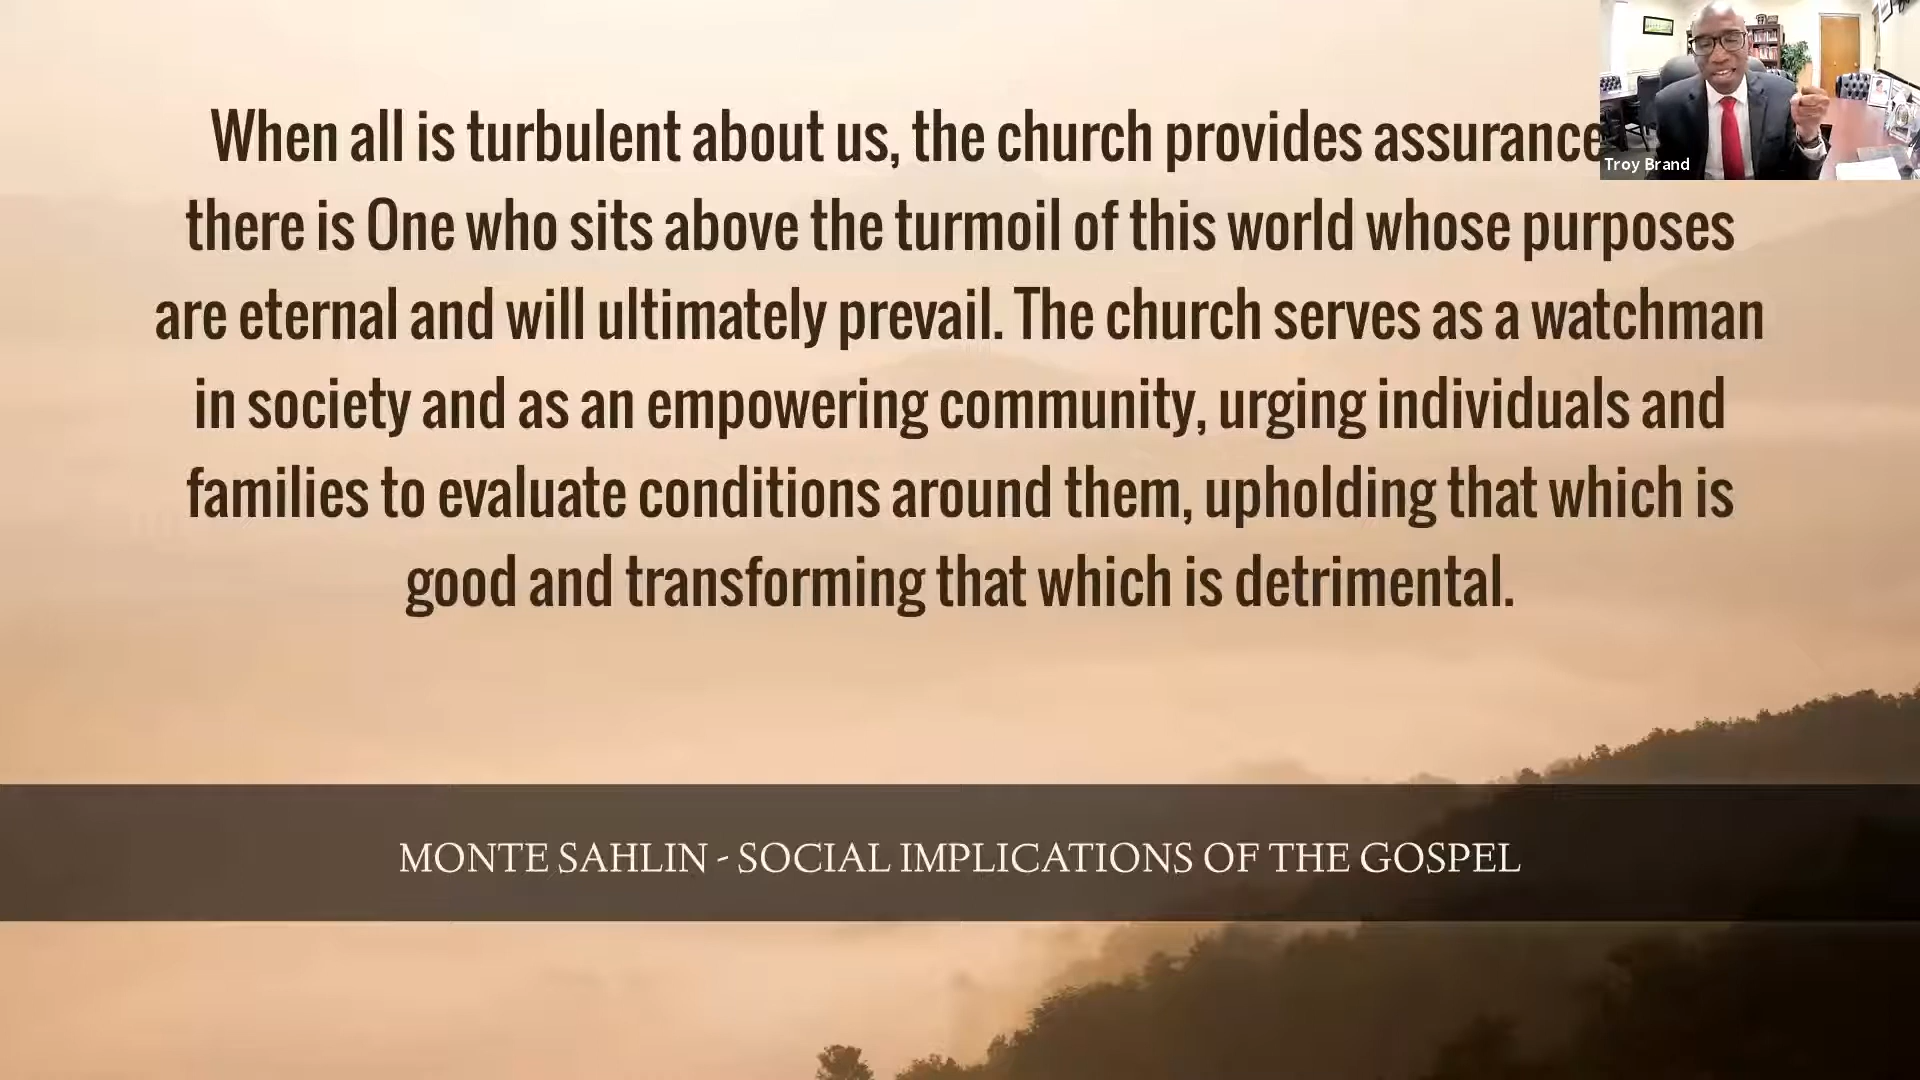 When all is turbulent about us, the church provides assurance
there is One who sits above the turmoil of this world whose purposes
are eternal and will ultimately prevail. The church serves as a watchman
in society and as an empowering community, urging individuals and
families to evaluate conditions around them, upholding that which is
good and transforming that which is detrimental.
MONTE SAHLIN - SOCIAL IMPLICATIONS OF THE GOSPEL
Troy Brand